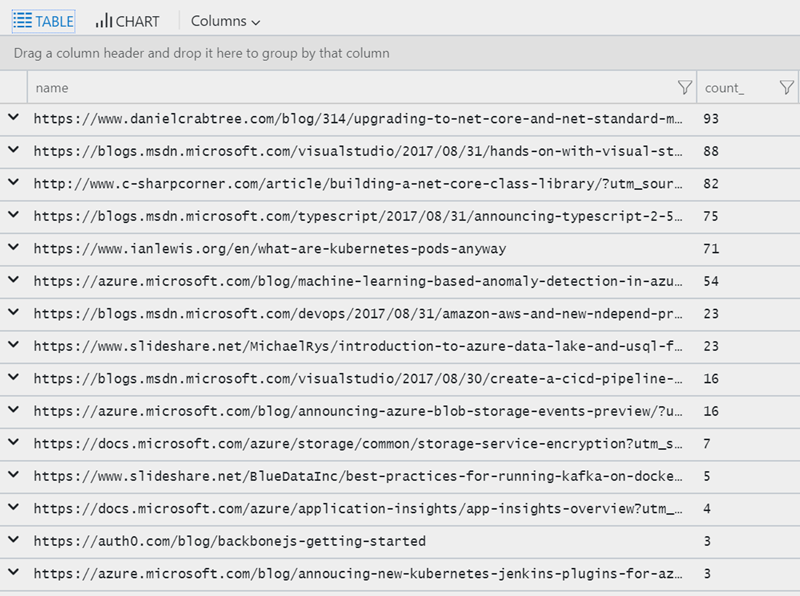 TABLE CHART Columns
Drag a column header and drop it here to group by that column
name count_
https://www.danielcrabtree.com/blog/314/upgrading-to-net-core-and-net-standard-m… 93
https://blogs.msdn.microsoft.com/visualstudio/2017/08/31/hands-on-with-visual-st… 88
http://www.c-sharpcorner.com/article/building-a-net-core-class-library/?utm_sour… 82
https://blogs.msdn.microsoft.com/typescript/2017/08/31/announcing-typescript-2-5… 75
https://www.ianlewis.org/en/what-are-kubernetes-pods-anyway 71
https://azure.microsoft.com/blog/machine-learning-based-anomaly-detection-in-azu… 54
https://blogs.msdn.microsoft.com/devops/2017/08/31/amazon-aws-and-new-ndepend-pr… 23
https://www.slideshare.net/MichaelRys/introduction-to-azure-data-lake-and-usql-f… 23
https://blogs.msdn.microsoft.com/visualstudio/2017/08/30/create-a-cicd-pipeline-… 16
https://azure.microsoft.com/blog/announcing-azure-blob-storage-events-preview/?u… 16
https://docs.microsoft.com/azure/storage/common/storage-service-encryption?utm_s… 7
https://www.slideshare.net/BlueDataInc/best-practices-for-running-kafka-on-docke… 5
https://docs.microsoft.com/azure/application-insights/app-insights-overview?utm_… 4
https://auth0.com/blog/backbonejs-getting-started 3
https://azure.microsoft.com/blog/annoucing-new-kubernetes-jenkins-plugins-for-az… 3